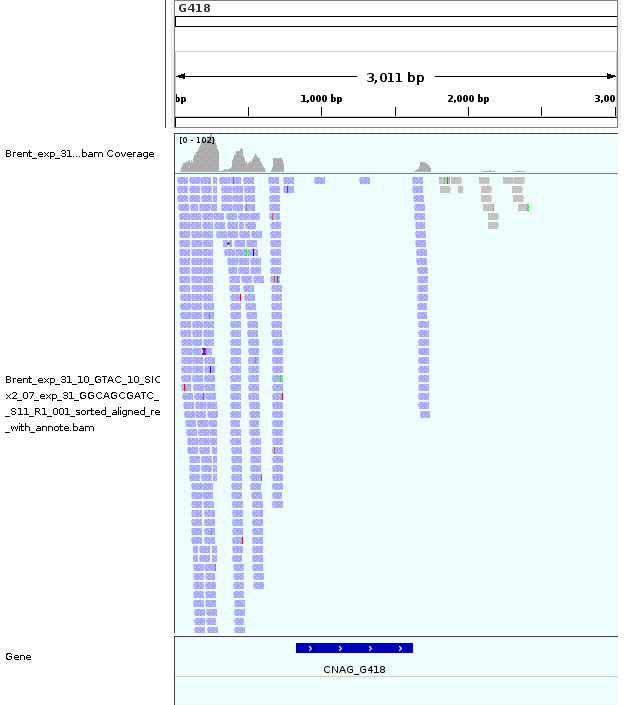 G418
3,011 bp
bp 1,000 bp 2,000 bp 3,00
[0 - 102]
Brent_exp_31...bam Coverage
Brent_exp_31_10_GTAC_10_SIC
x2_07_exp_31_GGCAGCGATC_
_S11_R1_001_sorted_aligned_re
_with_annote.bam
Gene
CNAG_G418